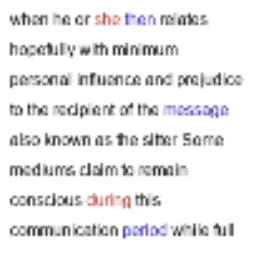 when he or she then relates
hopefully with minimum
personal influence and prejudice
to the recipient of the message
also known as the sitter Some
mediums claim to remain
conscious during this
communication period while full